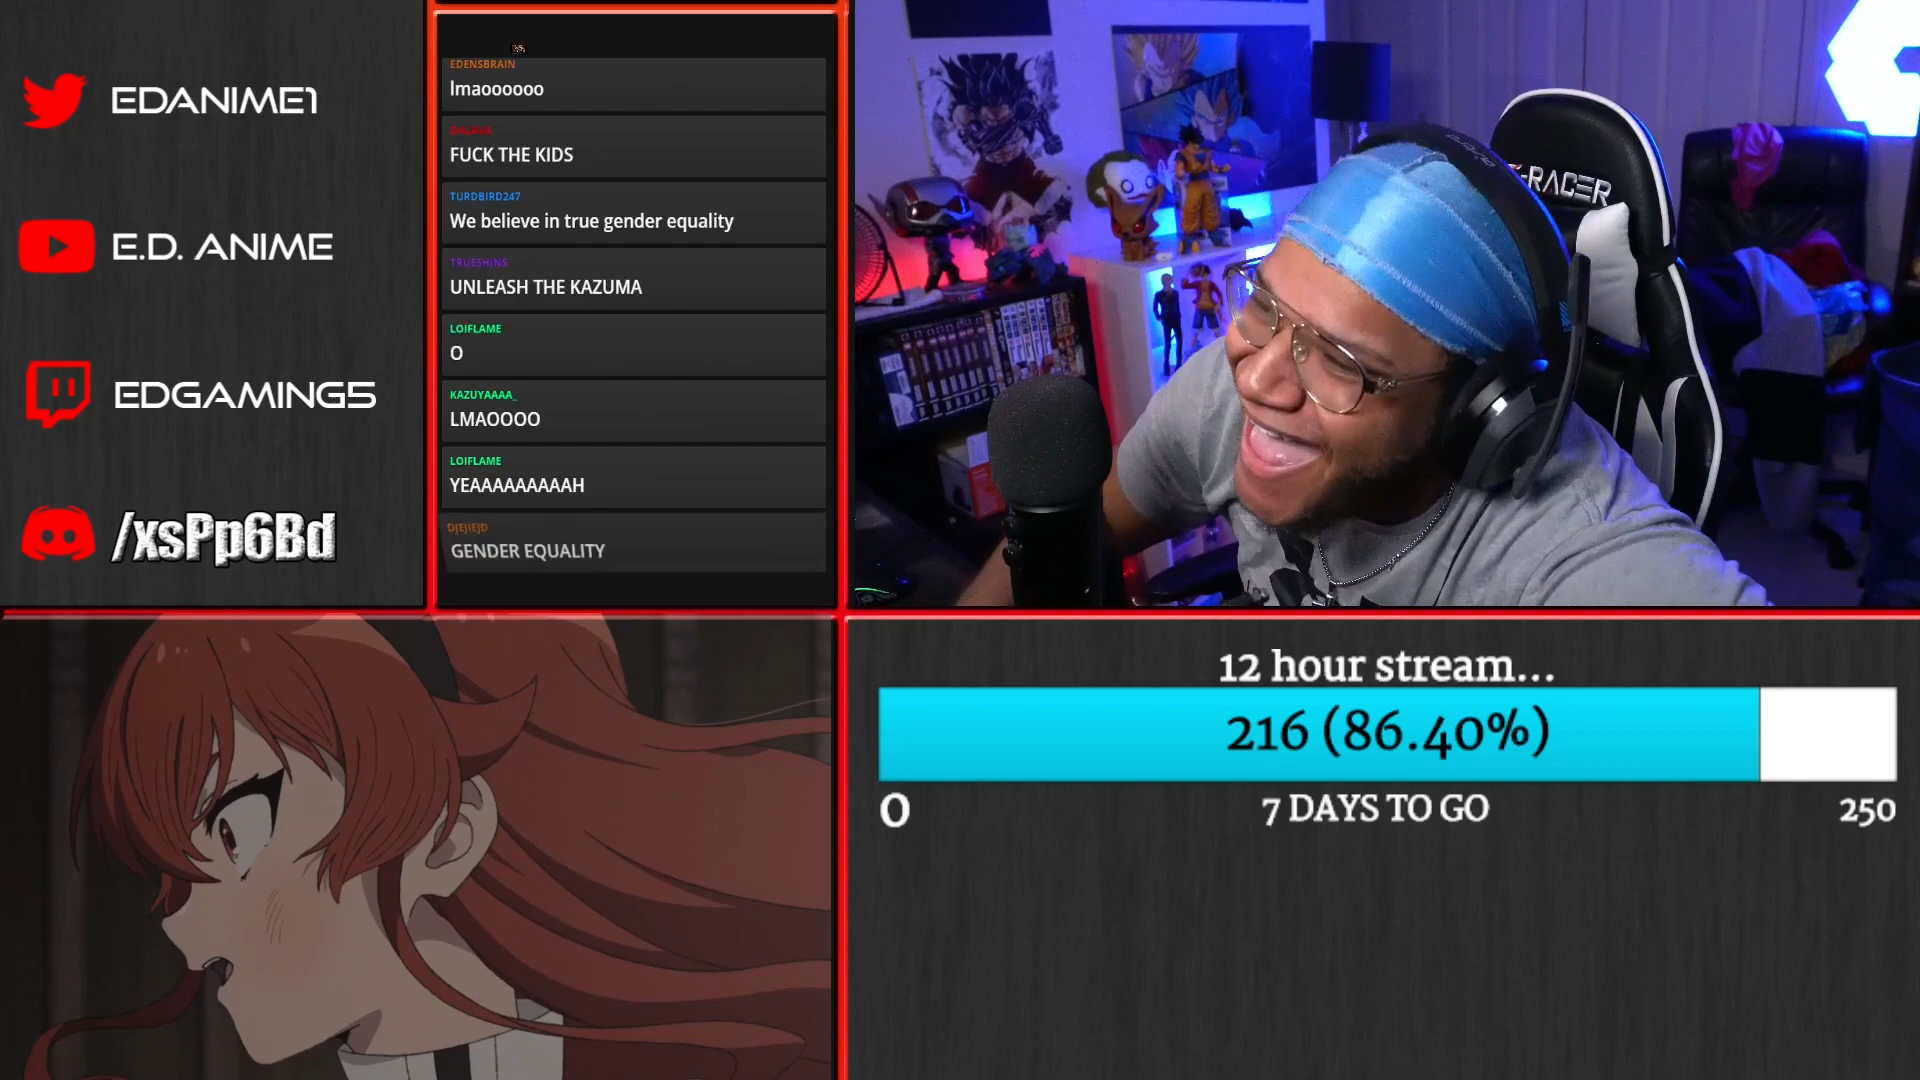 EDANIME1
E.D. ANIME
EDGAMING5
/xsPp6Bd
EDENSBRAIN
lmaoooooo
DALAVA
FUCK THE KIDS
TURDBIRD247
We believe in true gender equality
TRUESHINS
UNLEASH THE KAZUMA
LOIFLAME
O
KAZUYAAAA_
LMAOOOO
LOIFLAME
YEAAAAAAAAAH
DJEJIEJD
GENDER EQUALITY
-RACER
12 hour stream...
216 (86.40%)
0
7 DAYS TO GO
250